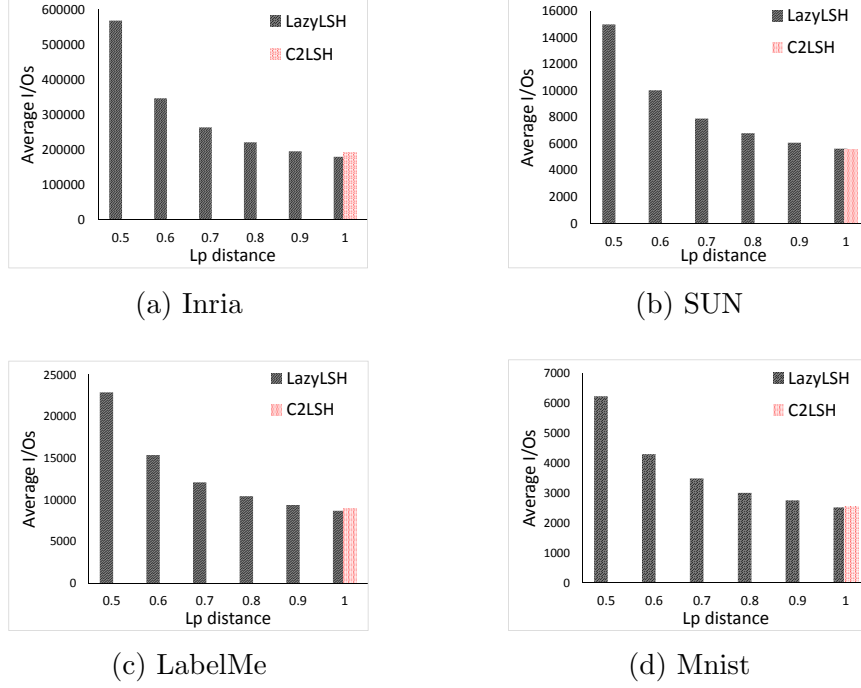 600000
500000
400000
300000
200000
100000
0
Average I/Os
LazyLSH
C2LSH
0.5 0.6 0.7 0.8 0.9 1
Lp distance
(a) Inria
16000
14000
12000
10000
8000
6000
4000
2000
0
Average I/Os
LazyLSH
C2LSH
0.5 0.6 0.7 0.8 0.9 1
Lp distance
(b) SUN
25000
20000
15000
10000
5000
0
Average I/Os
LazyLSH
C2LSH
0.5 0.6 0.7 0.8 0.9 1
Lp distance
(c) LabelMe
7000
6000
5000
4000
3000
2000
1000
0
Average I/Os
LazyLSH
C2LSH
0.5 0.6 0.7 0.8 0.9 1
Lp distance
(d) Mnist